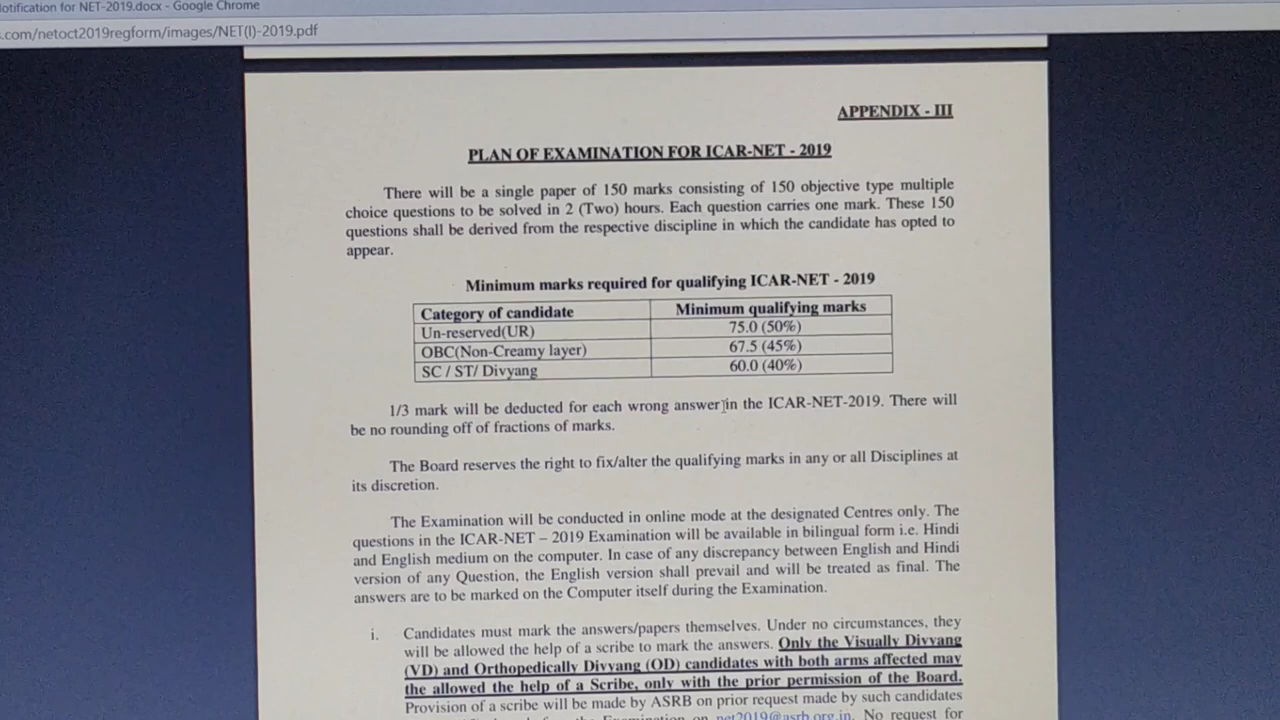 otification for NET-2019.docx - Google Chrome
.com/netoct2019regform/images/NET(I)-2019.pdf
APPENDIX - III
PLAN OF EXAMINATION FOR ICAR-NET - 2019
There will be a single paper of 150 marks consisting of 150 objective type multiple
choice questions to be solved in 2 (Two) hours. Each question carries one mark. These 150
questions shall be derived from the respective discipline in which the candidate has opted to
appear.
Minimum marks required for qualifying ICAR-NET - 2019
Category of candidate Minimum qualifying marks
Un-reserved(UR) 75.0 (50%)
OBC(Non-Creamy layer) 67.5 (45%)
SC / ST/ Divyang 60.0 (40%)
1/3 mark will be deducted for each wrong answer in the ICAR-NET-2019. There will
be no rounding off of fractions of marks.
The Board reserves the right to fix/alter the qualifying marks in any or all Disciplines at
its discretion.
The Examination will be conducted in online mode at the designated Centres only. The
questions in the ICAR-NET – 2019 Examination will be available in bilingual form i.e. Hindi
and English medium on the computer. In case of any discrepancy between English and Hindi
version of any Question, the English version shall prevail and will be treated as final. The
answers are to be marked on the Computer itself during the Examination.
i. Candidates must mark the answers/papers themselves. Under no circumstances, they
will be allowed the help of a scribe to mark the answers. Only the Visually Divyang
(VD) and Orthopedically Divyang (OD) candidates with both arms affected may
the allowed the help of a Scribe, only with the prior permission of the Board.
Provision of a scribe will be made by ASRB on prior request made by such candidates
the Examination on net2019@asrb.org.in. No request for